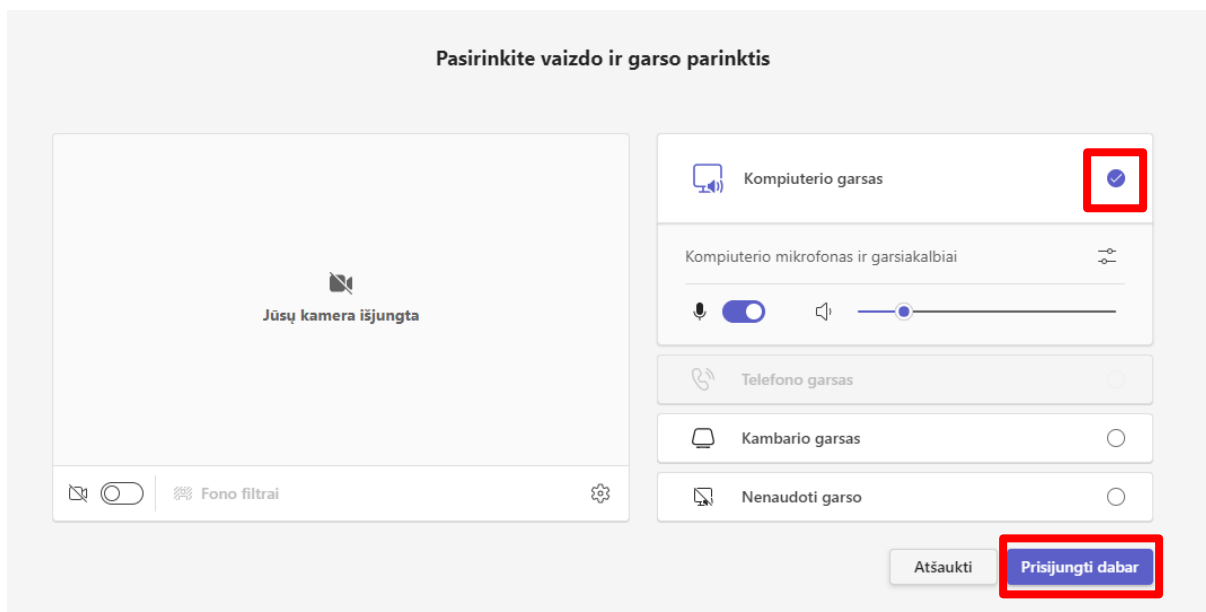 Pasirinkite vaizdo ir garso parinktis
Jūsų kamera išjungta
Fono filtrai
Kompiuterio garsas
Kompiuterio mikrofonas ir garsiakalbiai
Telefono garsas
Kambario garsas
Nenaudoti garso
Atšaukti
Prisijungti dabar